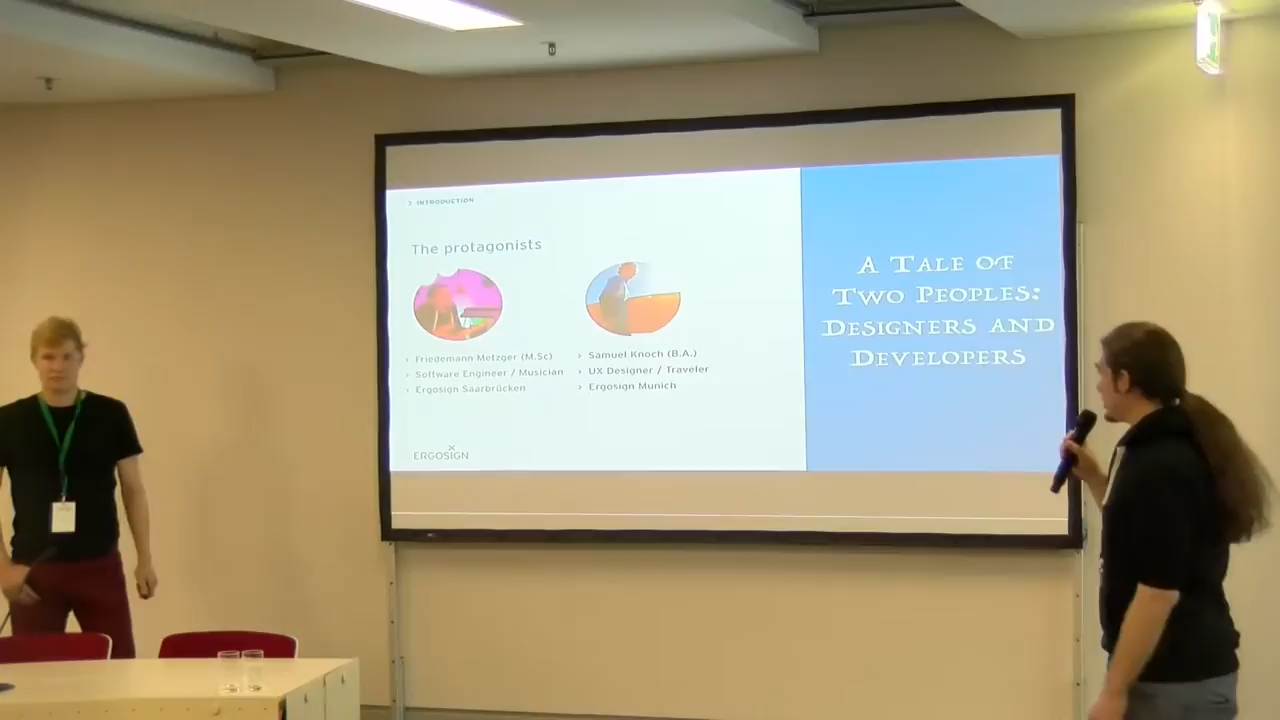 > INTRODUCTION
The protagonists
> Friedemann Metzger (M.Sc)
> Software Engineer / Musician
> Ergosign Saarbrücken
> Samuel Knoch (B.A.)
> UX Designer / Traveler
> Ergosign Munich
ERGOSIGN
A TALE OF
TWO PEOPLES:
DESIGNERS AND
DEVELOPERS